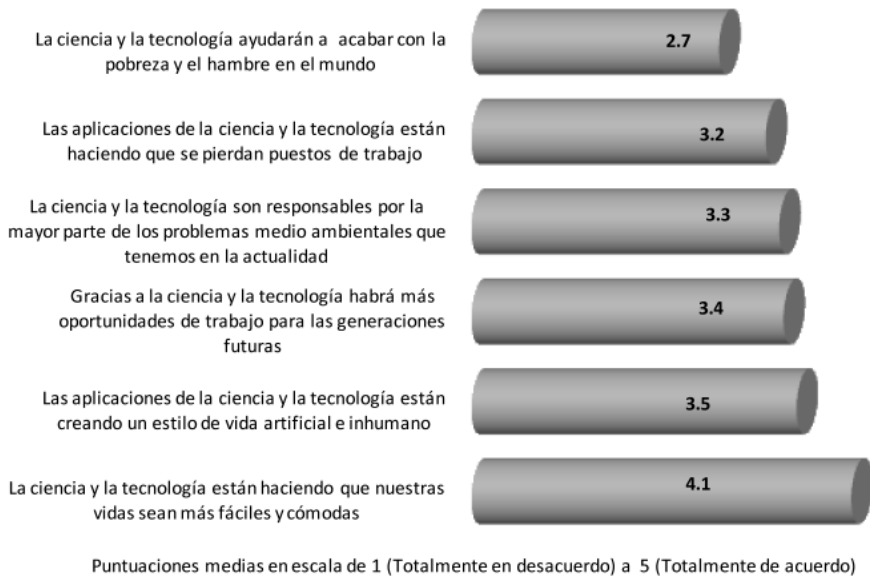 La ciencia y la tecnología ayudarán a acabar con la
pobreza y el hambre en el mundo
2.7
Las aplicaciones de la ciencia y la tecnología están
haciendo que se pierdan puestos de trabajo
3.2
La ciencia y la tecnología son responsables por la
mayor parte de los problemas medio ambientales que
tenemos en la actualidad
3.3
Gracias a la ciencia y la tecnología habrá más
oportunidades de trabajo para las generaciones
futuras
3.4
Las aplicaciones de la ciencia y la tecnología están
creando un estilo de vida artificial e inhumano
3.5
La ciencia y la tecnología están haciendo que nuestras
vidas sean más fáciles y cómodas
4.1
Puntuaciones medias en escala de 1 (Totalmente en desacuerdo) a 5 (Totalmente de acuerdo)